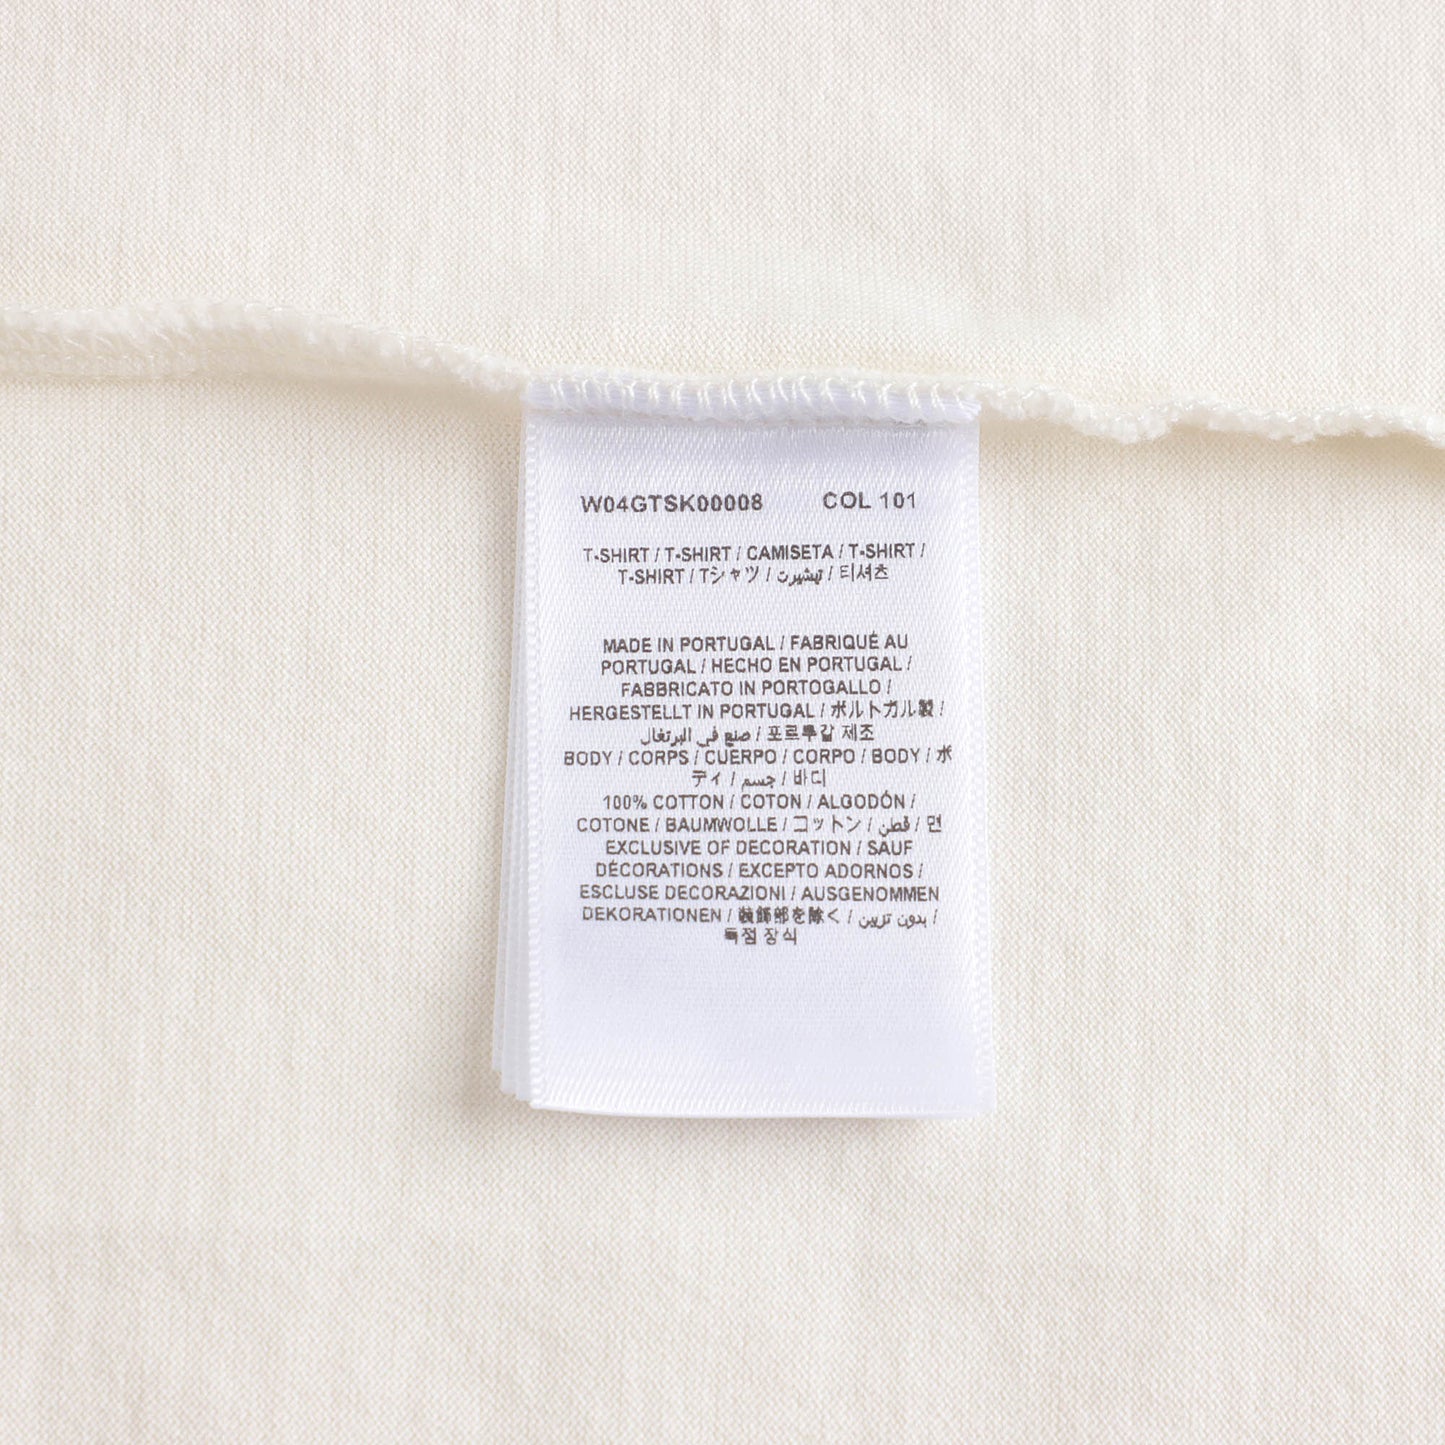 W04GTSK00008 COL 101
T-SHIRT / T-SHIRT / CAMISETA / T-SHIRT /
T-SHIRT / Tシャツ / تيشيرت / 티셔츠
MADE IN PORTUGAL / FABRIQUÉ AU
PORTUGAL / HECHO EN PORTUGAL /
FABBRICATO IN PORTOGALLO /
HERGESTELLT IN PORTUGAL / ポルトガル製 /
صنع في البرتغال / 포르투갈 제조
BODY / CORPS / CUERPO / CORPO / BODY / ボ
ディ / جسم / 바디
100% COTTON / COTON / ALGODÓN /
COTONE / BAUMWOLLE / コットン / قطن / 면
EXCLUSIVE OF DECORATION / SAUF
DÉCORATIONS / EXCEPTO ADORNOS /
ESCLUSE DECORAZIONI / AUSGENOMMEN
DEKORATIONEN / 装飾部を除く / بدون تزيين /
독점 장식